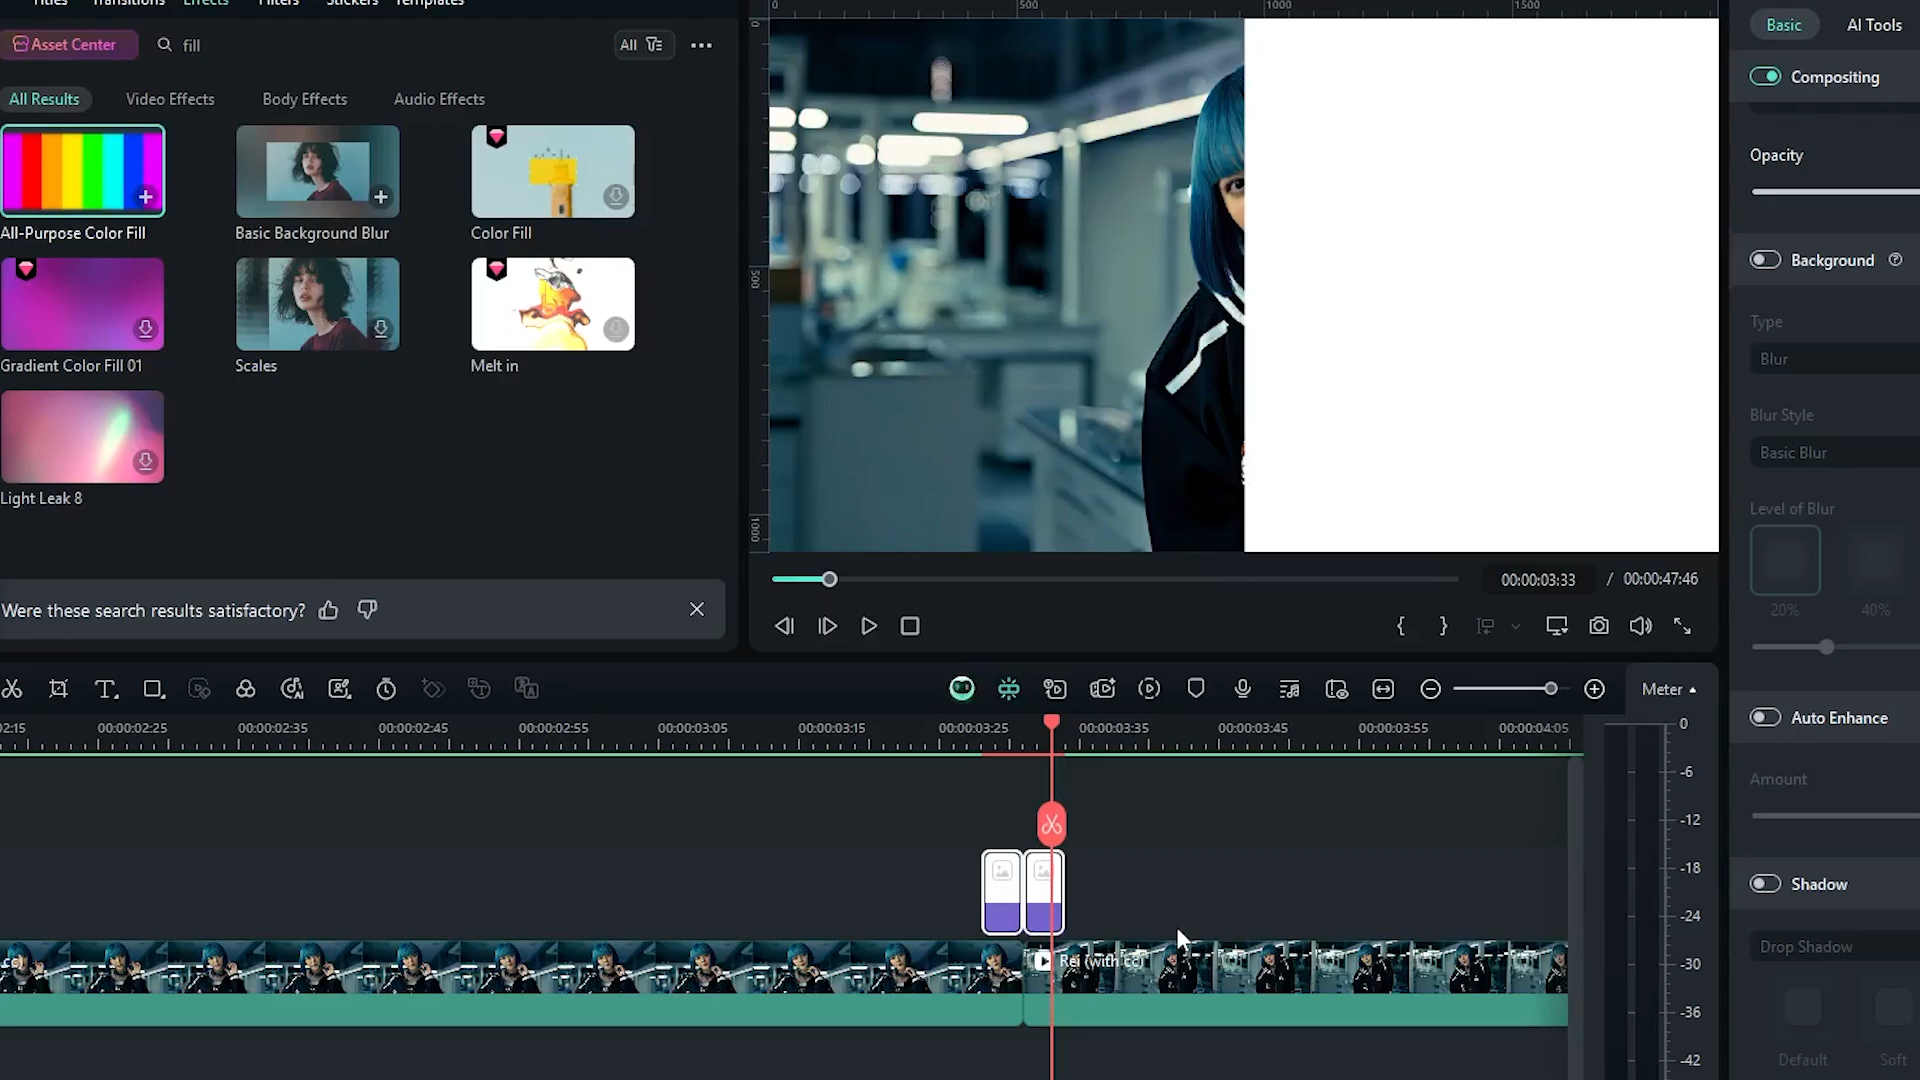 Titles Transitions Effects Filters Stickers Templates
Asset Center
fill
All
All Results Video Effects Body Effects Audio Effects
All-Purpose Color Fill
Basic Background Blur
Color Fill
Gradient Color Fill 01
Scales
Melt in
Light Leak 8
Were these search results satisfactory?
0 500 1000 1500
0
500
1000
00:00:03:33 / 00:00:47:46
{ }
Basic AI Tools
Compositing
Opacity
Background
Type
Blur
Blur Style
Basic Blur
Level of Blur
20% 40%
Auto Enhance
Amount
Shadow
Drop Shadow
Default Soft
Meter
02:15 00:00:02:25 00:00:02:35 00:00:02:45 00:00:02:55 00:00:03:05 00:00:03:15 00:00:03:25 00:00:03:35 00:00:03:45 00:00:03:55 00:00:04:05
0
-6
-12
-18
-24
-30
-36
-42
cc)
Rei (with cc)